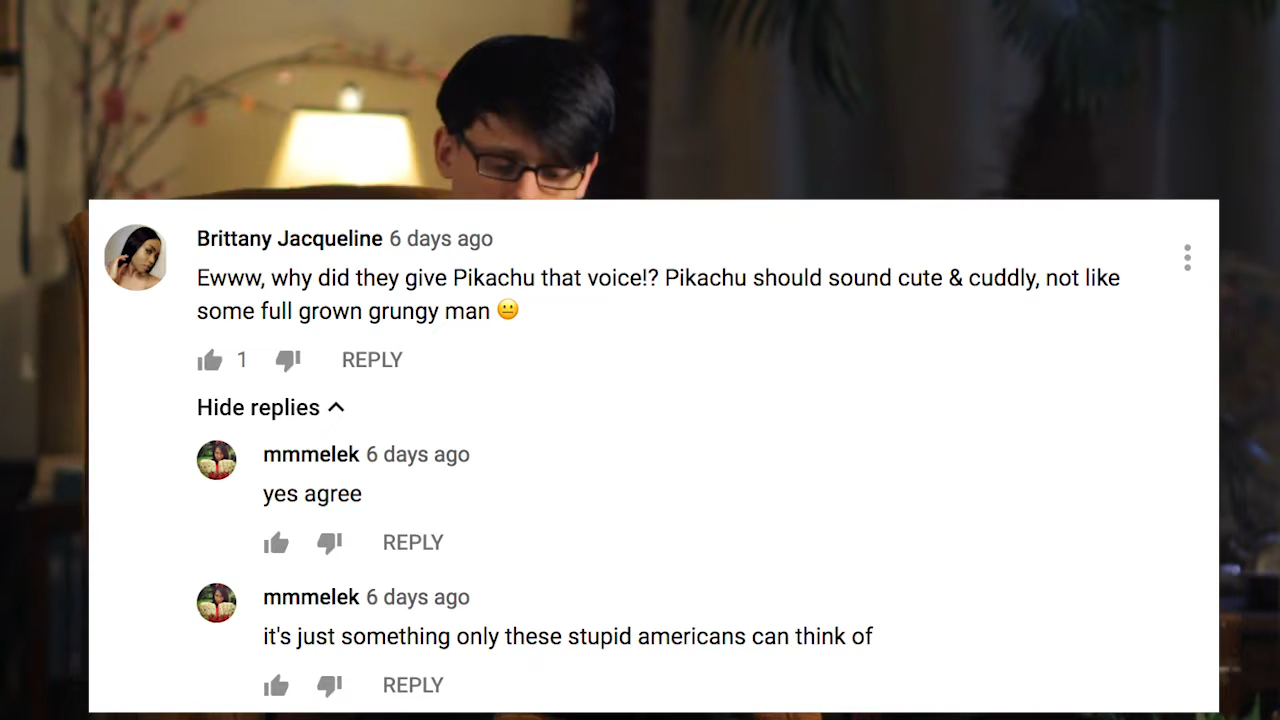 Brittany Jacqueline 6 days ago
Ewww, why did they give Pikachu that voice!? Pikachu should sound cute & cuddly, not like
some full grown grungy man 😐
1 REPLY
Hide replies
mmmelek 6 days ago
yes agree
REPLY
mmmelek 6 days ago
it's just something only these stupid americans can think of
REPLY